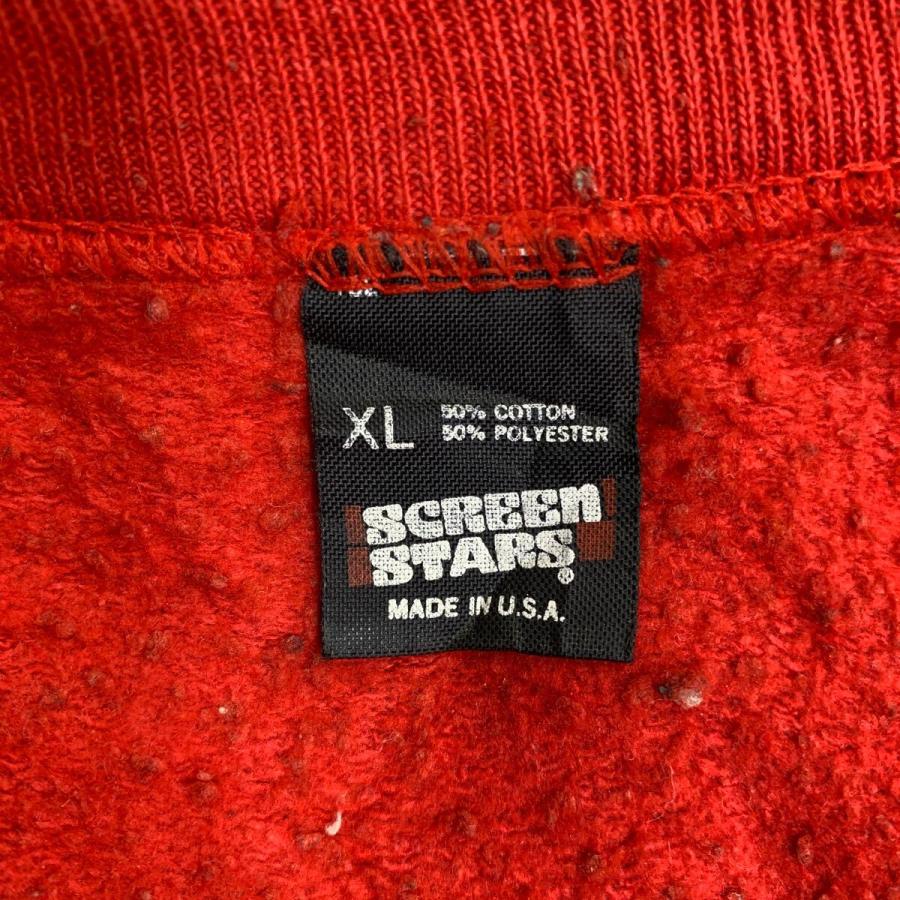 XL 50% COTTON
50% POLYESTER
SCREEN
STARS®
MADE IN U.S.A.